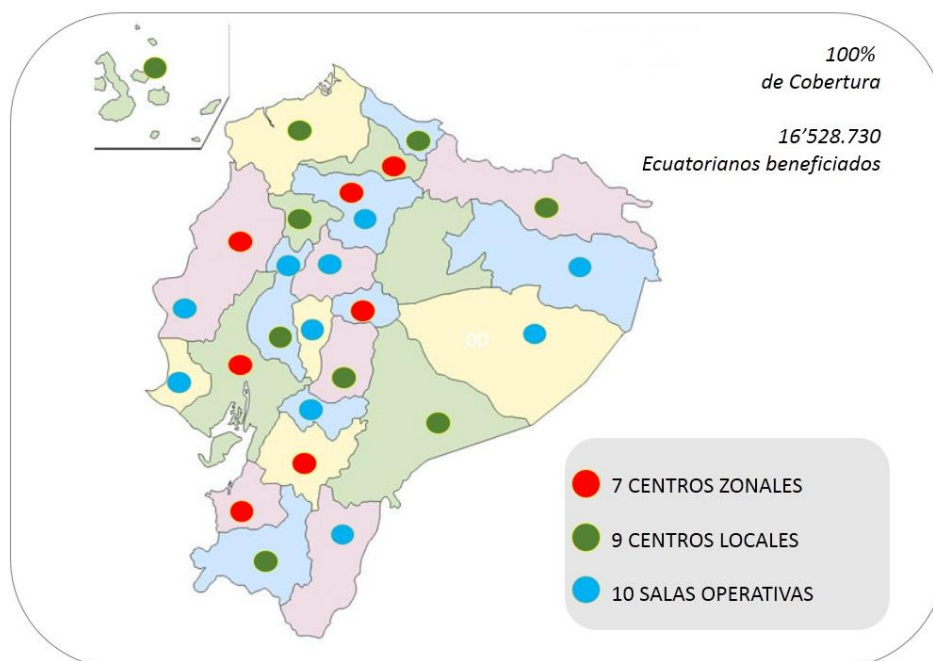 100%
de Cobertura
16’528.730
Ecuatorianos beneficiados
00
7 CENTROS ZONALES
9 CENTROS LOCALES
10 SALAS OPERATIVAS